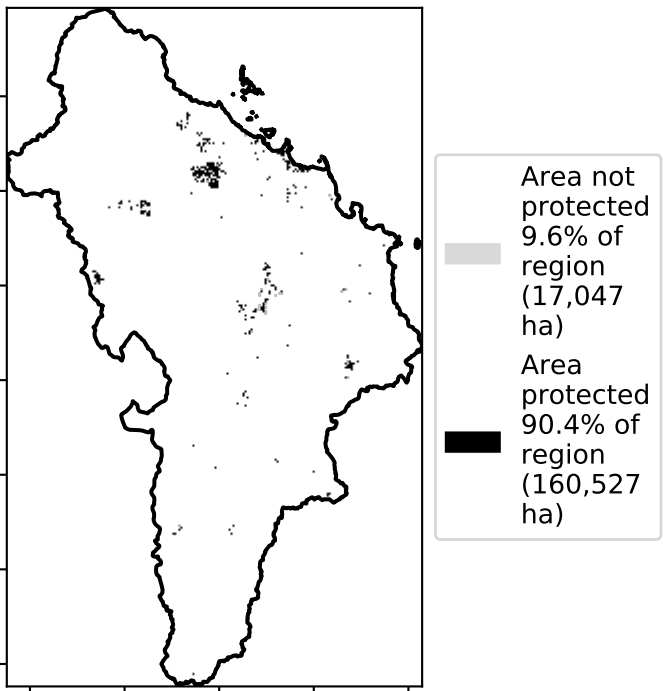 Area not
protected
9.6% of
region
(17,047
ha)
Area
protected
90.4% of
region
(160,527
ha)